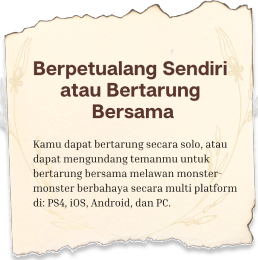 Berpetualang Sendiri
atau Bertarung
Bersama
Kamu dapat bertarung secara solo, atau
dapat mengundang temanmu untuk
bertarung bersama melawan monster-
monster berbahaya secara multi platform
di: PS4, iOS, Android, dan PC.